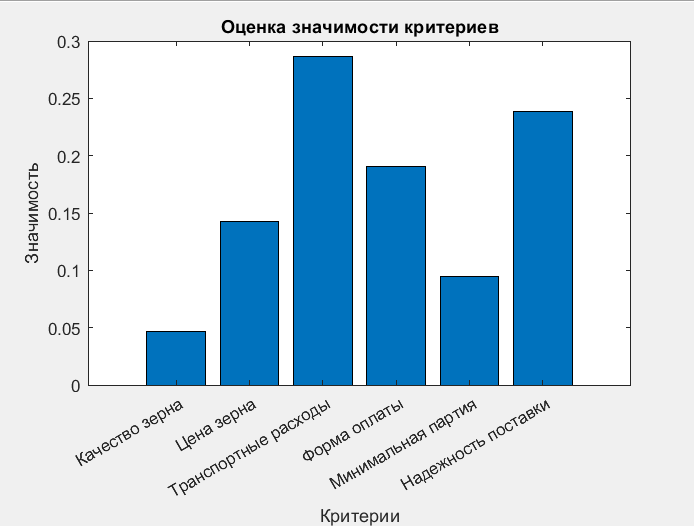 Оценка значимости критериев
0.3
0.25
0.2
0.15
0.1
0.05
0
Значимость
Качество зерна
Цена зерна
Транспортные расходы
Форма оплаты
Минимальная партия
Надежность поставки
Критерии